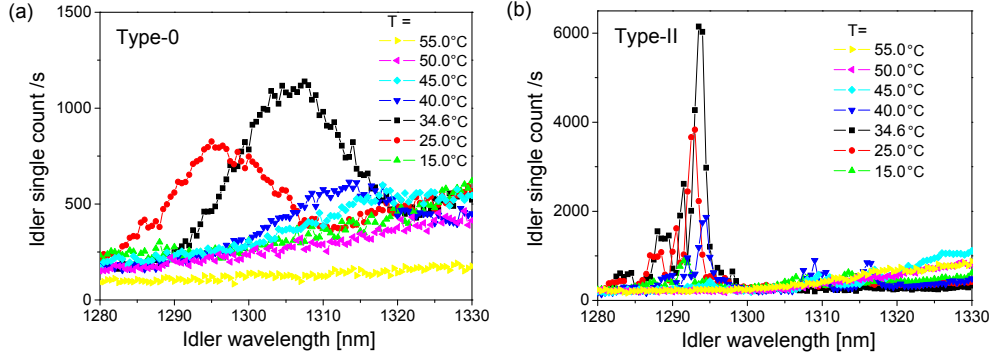 (a)
1500
1000
500
0
1280 1290 1300 1310 1320 1330
Idler single count /s
Idler wavelength [nm]
Type-0
T =
55.0°C
50.0°C
45.0°C
40.0°C
34.6°C
25.0°C
15.0°C
(b)
6000
4000
2000
0
1280 1290 1300 1310 1320 1330
Idler single count /s
Idler wavelength [nm]
Type-II
T=
55.0°C
50.0°C
45.0°C
40.0°C
34.6°C
25.0°C
15.0°C